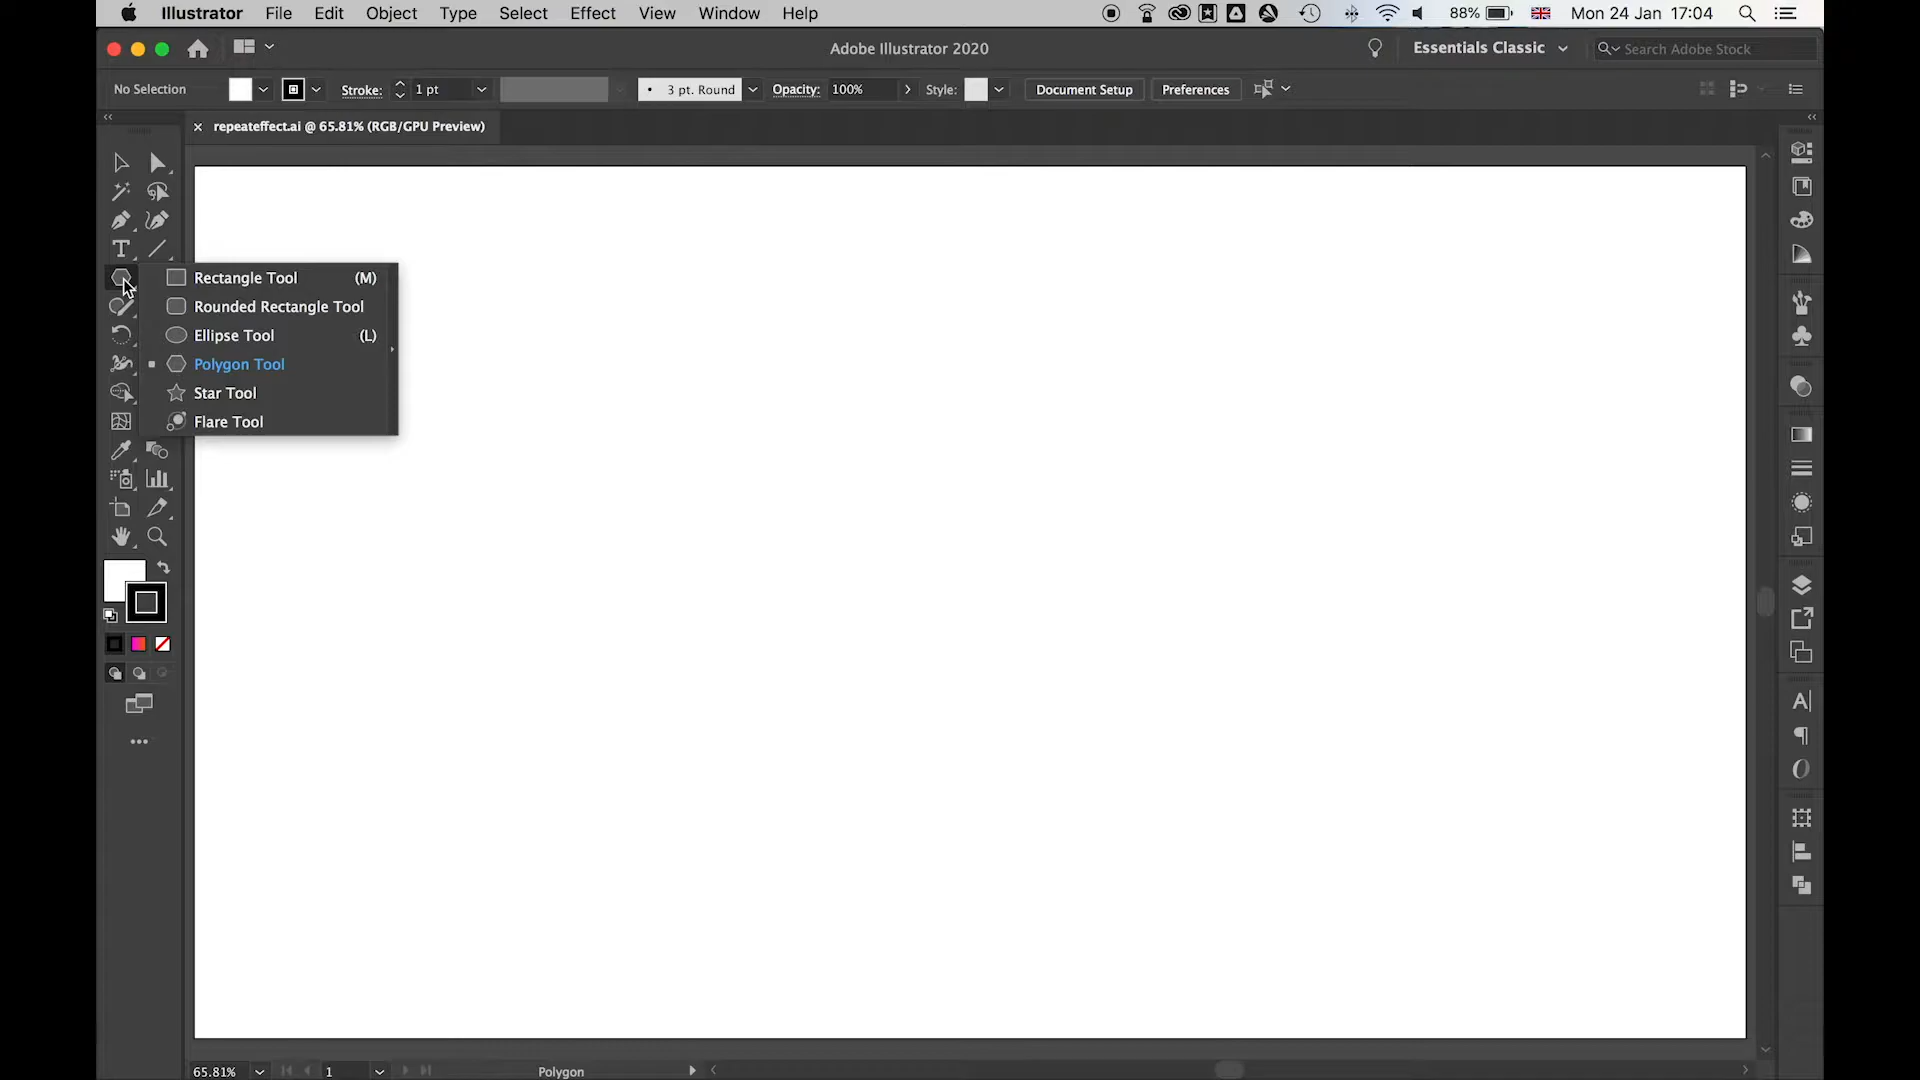 Illustrator File Edit Object Type Select Effect View Window Help 88% Mon 24 Jan 17:04
Adobe Illustrator 2020 Essentials Classic Search Adobe Stock
No Selection Stroke: 1 pt • 3 pt. Round Opacity: 100% Style: Document Setup Preferences
repeateffect.ai @ 65.81% (RGB/GPU Preview)
Rectangle Tool (M)
Rounded Rectangle Tool
Ellipse Tool (L)
Polygon Tool
Star Tool
Flare Tool
65.81% 1 Polygon